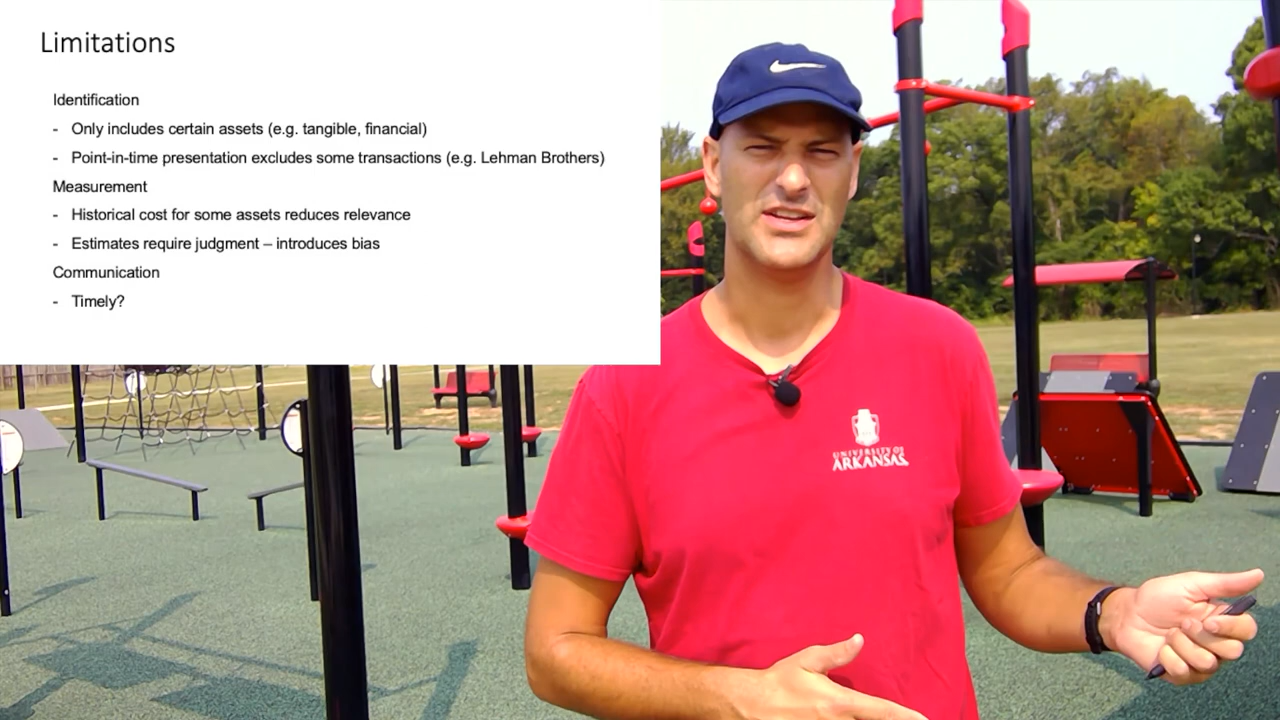 Limitations
Identification
- Only includes certain assets (e.g. tangible, financial)
- Point-in-time presentation excludes some transactions (e.g. Lehman Brothers)
Measurement
- Historical cost for some assets reduces relevance
- Estimates require judgment – introduces bias
Communication
- Timely?
UNIVERSITY OF
ARKANSAS